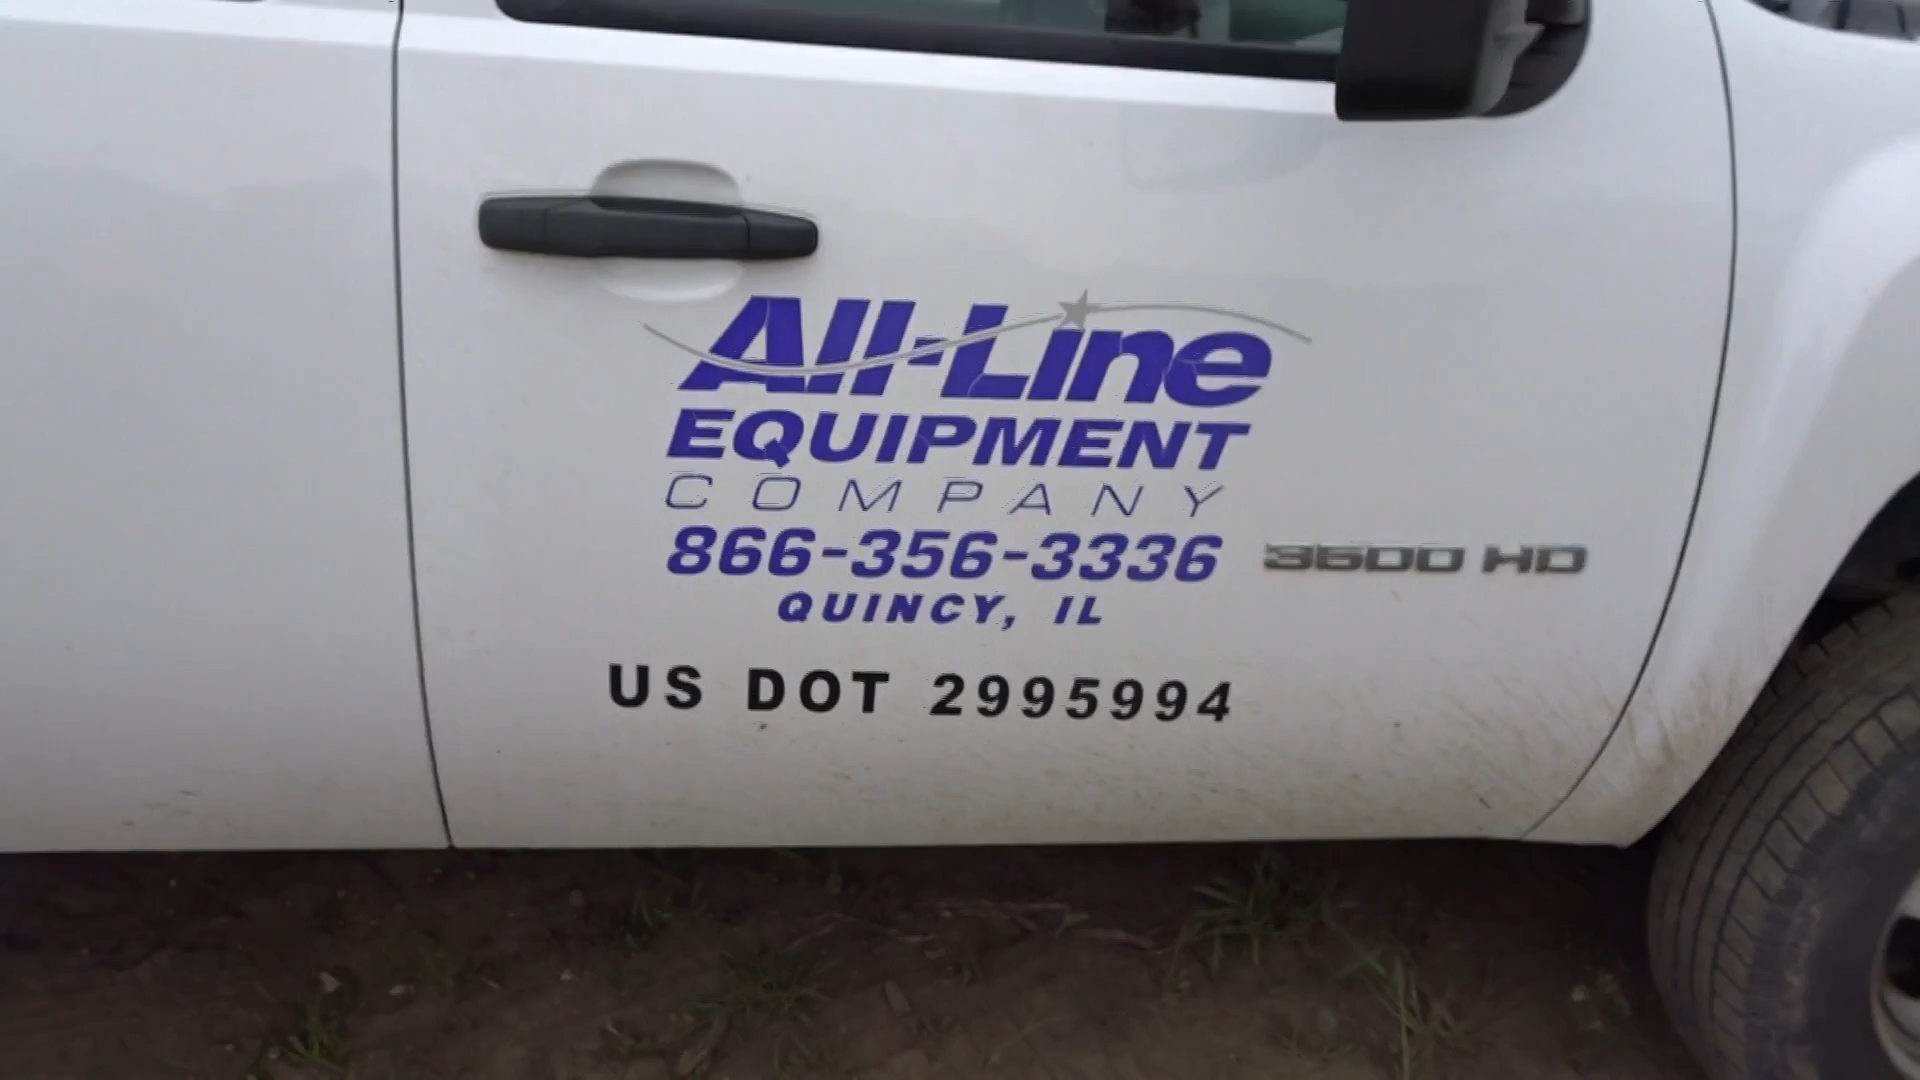 All-Line
EQUIPMENT
COMPANY
866-356-3336
QUINCY, IL
3500 HD
US DOT 2995994